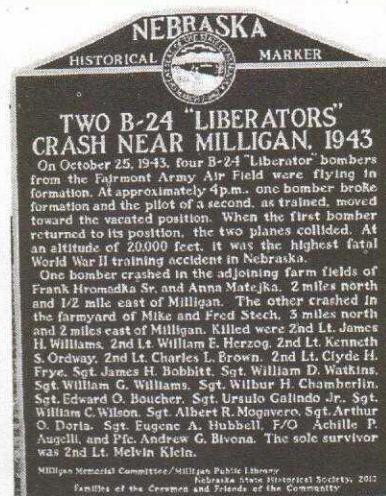 NEBRASKA
HISTORICAL MARKER
TWO B-24 "LIBERATORS"
CRASH NEAR MILLIGAN, 1943
On October 25, 1943, four B-24 "Liberator" bombers
from the Fairmont Army Air Field were flying in
formation. At approximately 4p.m., one bomber broke
formation and the pilot of a second, as trained, moved
toward the vacated position. When the first bomber
returned to its position, the two planes collided. At
an altitude of 20,000 feet, it was the highest fatal
World War II training accident in Nebraska.
One bomber crashed in the adjoining farm fields of
Frank Hromadka Sr. and Anna Matejka, 2 miles north
and 1/2 mile east of Milligan. The other crashed in
the farmyard of Mike and Fred Stech, 3 miles north
and 2 miles east of Milligan. Killed were 2nd Lt. James
H. Williams, 2nd Lt. William E. Herzog, 2nd Lt. Kenneth
S. Ordway, 2nd Lt. Charles L. Brown, 2nd Lt. Clyde H.
Frye, Sgt. James H. Bobbitt, Sgt. William D. Watkins,
Sgt. William G. Williams, Sgt. Wilbur H. Chamberlin,
Sgt. Edward O. Boucher, Sgt. Ursulo Galindo Jr., Sgt.
William C. Wilson, Sgt. Albert R. Mogavero, Sgt. Arthur
O. Doria, Sgt. Eugene A. Hubbell, F/O Achille P.
Augelli, and Pfc. Andrew G. Bivona. The sole survivor
was 2nd Lt. Melvin Klein.
Milligan Memorial Committee/Milligan Public Library
Nebraska State Historical Society, 2010
Families of the Crewmen and Friends of the Community